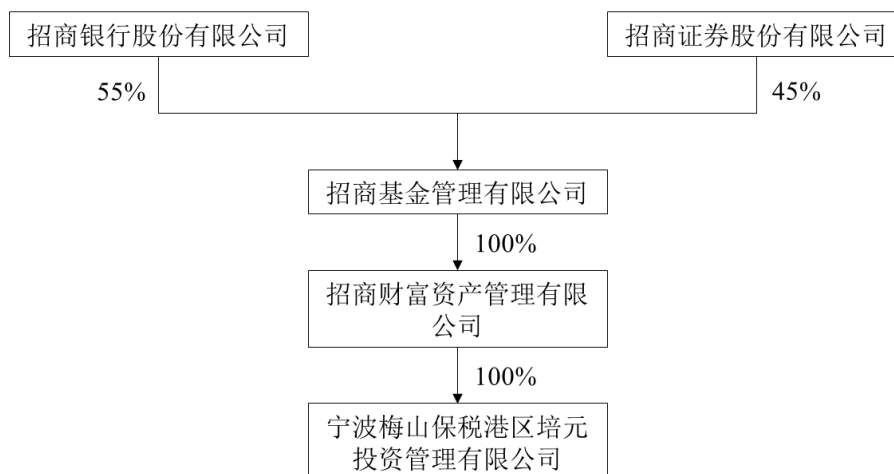 招商银行股份有限公司
招商证券股份有限公司
55%
45%
招商基金管理有限公司
100%
招商财富资产管理有限
公司
100%
宁波梅山保税港区培元
投资管理有限公司